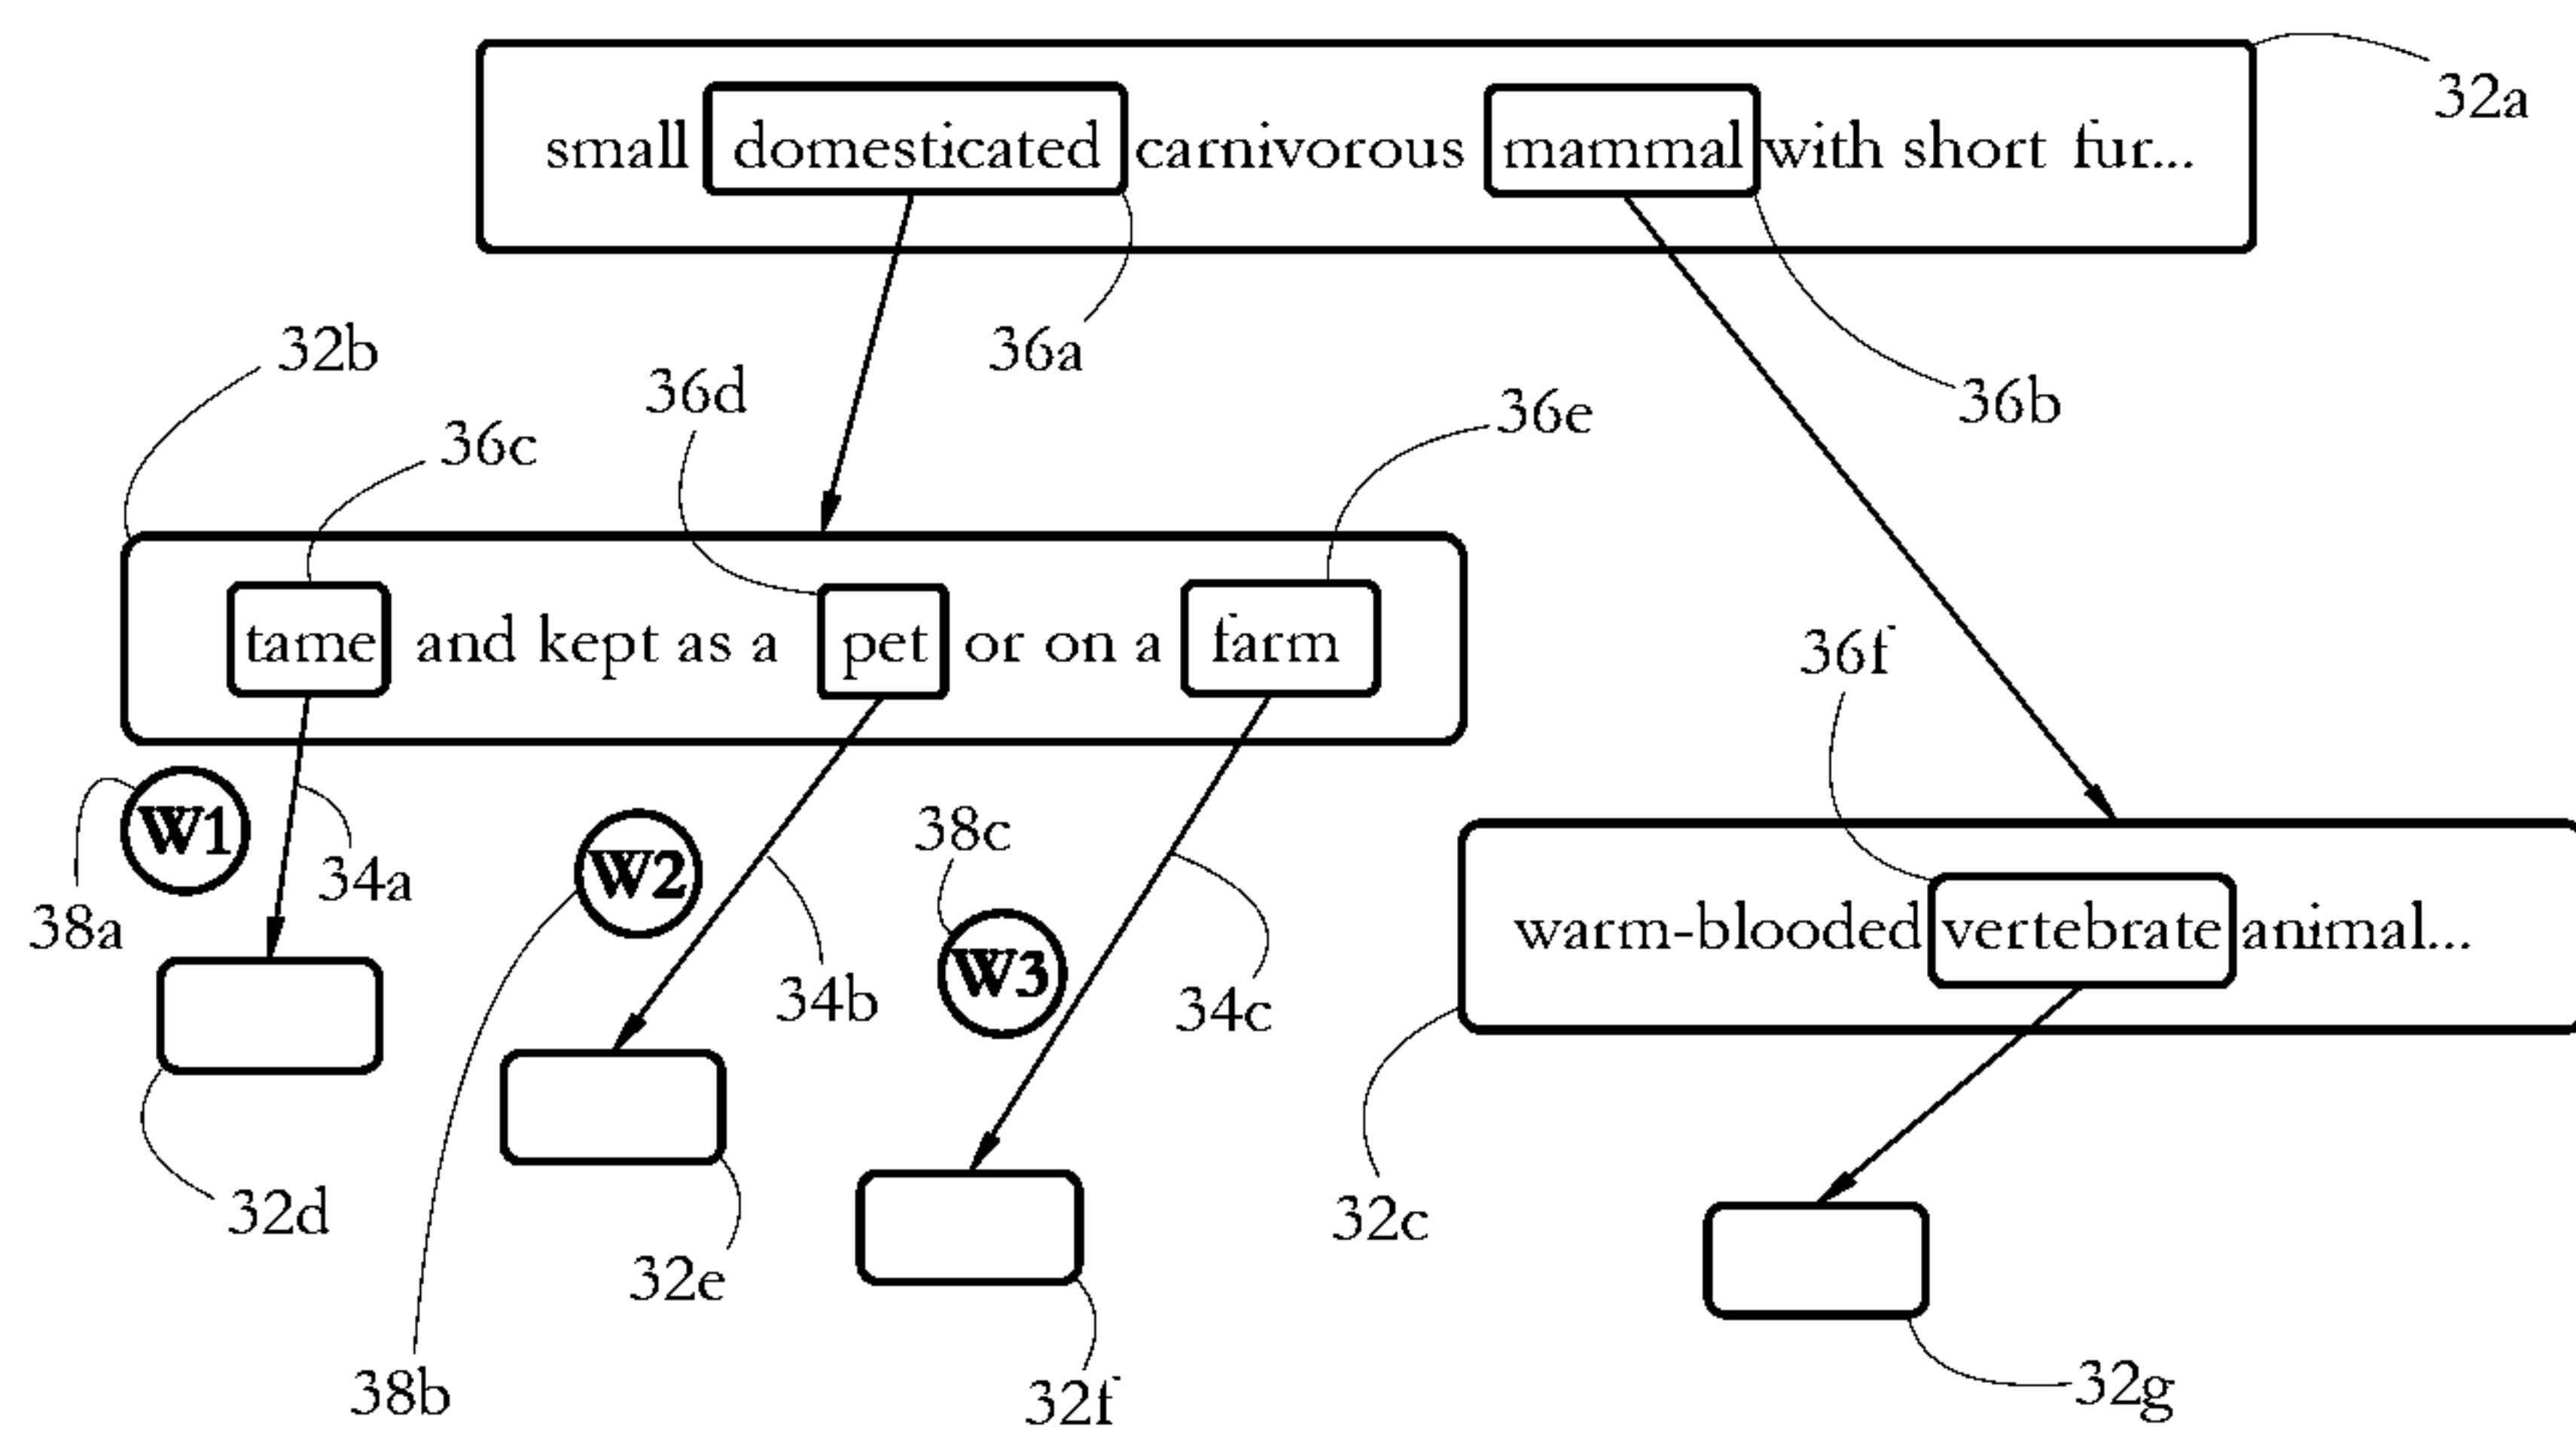 32a
small domesticated carnivorous mammal with short fur...
32b
36a
36d
36e
36b
36c
tame and kept as a pet or on a farm
36f
W1
38c
W2
34a
38a
warm-blooded vertebrate animal...
W3
34b
34c
32d
32c
32e
38b
32f
32g